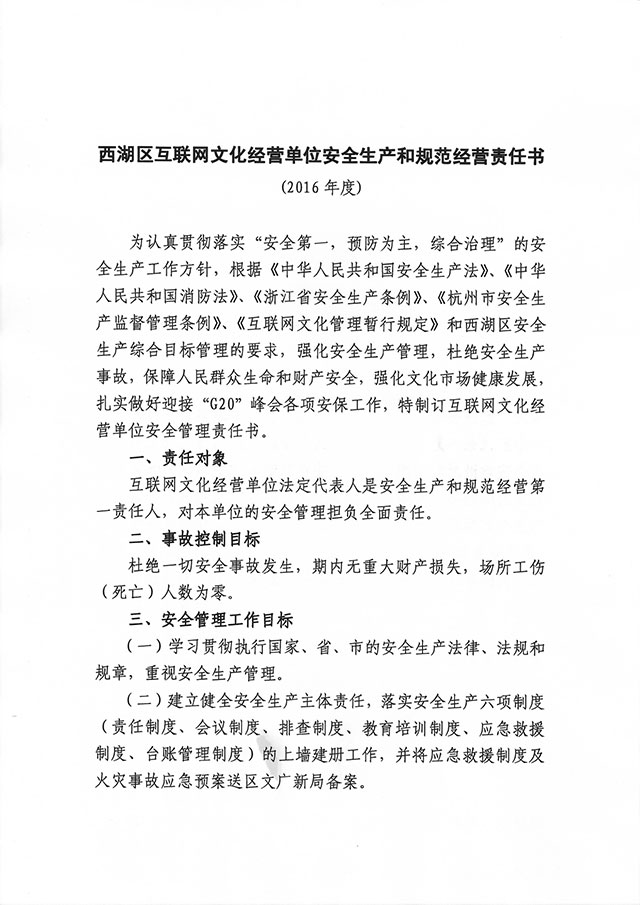 西湖区互联网文化经营单位安全生产和规范经营责任书
(2016 年度)
为认真贯彻落实“安全第一，预防为主，综合治理”的安
全生产工作方针，根据《中华人民共和国安全生产法》、《中华
人民共和国消防法》、《浙江省安全生产条例》、《杭州市安全生
产监督管理条例》、《互联网文化管理暂行规定》和西湖区安全
生产综合目标管理的要求，强化安全生产管理，杜绝安全生产
事故，保障人民群众生命和财产安全，强化文化市场健康发展，
扎实做好迎接“G20”峰会各项安保工作，特制订互联网文化经
营单位安全管理责任书。
一、责任对象
互联网文化经营单位法定代表人是安全生产和规范经营第
一责任人，对本单位的安全管理担负全面责任。
二、事故控制目标
杜绝一切安全事故发生，期内无重大财产损失，场所工伤
（死亡）人数为零。
三、安全管理工作目标
（一）学习贯彻执行国家、省、市的安全生产法律、法规和
规章，重视安全生产管理。
（二）建立健全安全生产主体责任，落实安全生产六项制度
（责任制度、会议制度、排查制度、教育培训制度、应急救援
制度、台账管理制度）的上墙建册工作，并将应急救援制度及
火灾事故应急预案送区文广新局备案。